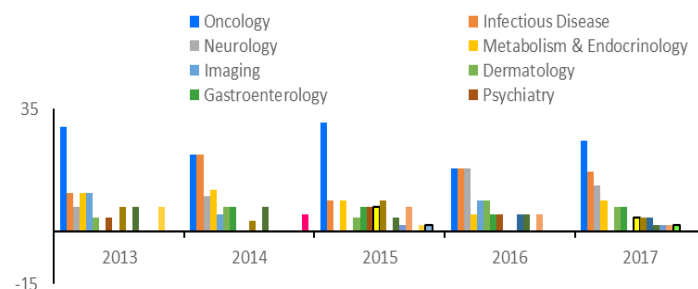 Oncology Infectious Disease
Neurology Metabolism & Endocrinology
Imaging Dermatology
Gastroenterology Psychiatry
35
2013 2014 2015 2016 2017
-15